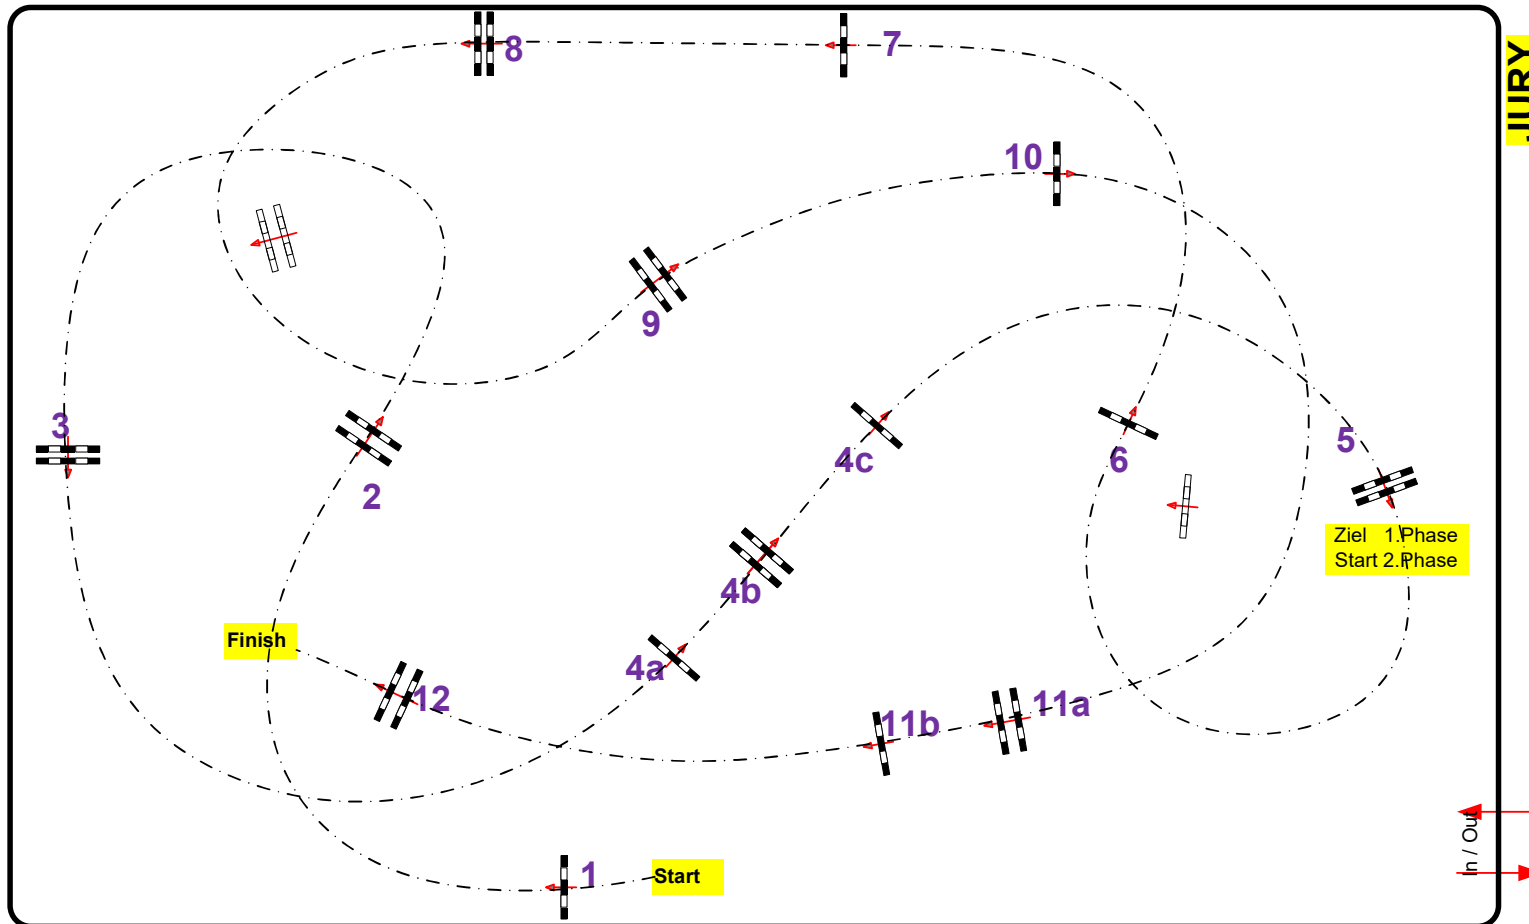 8
7
JURY
10
9
3
2
4c
6
5
Ziel 1.Phase
Start 2.Phase
4b
Finish
4a
12
11b
11a
In / Out
1
Start